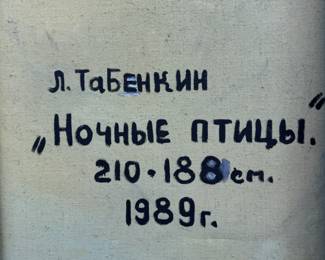 Л. Табенкин
„Ночные птицы."
210•188 см.
1989г.